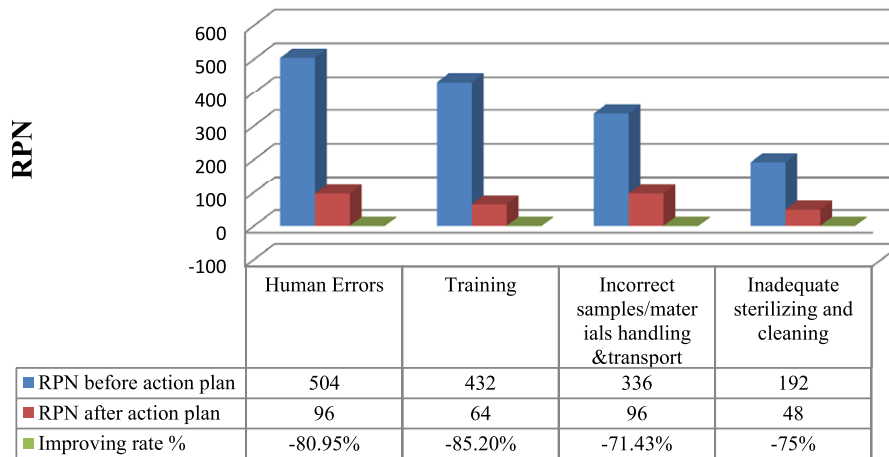 600
500
400
300
200
100
0
-100
RPN
Human Errors
Training
Incorrect
samples/mater
ials handling
&transport
Inadequate
sterilizing and
cleaning
RPN before action plan 504 432 336 192
RPN after action plan 96 64 96 48
Improving rate % -80.95% -85.20% -71.43% -75%